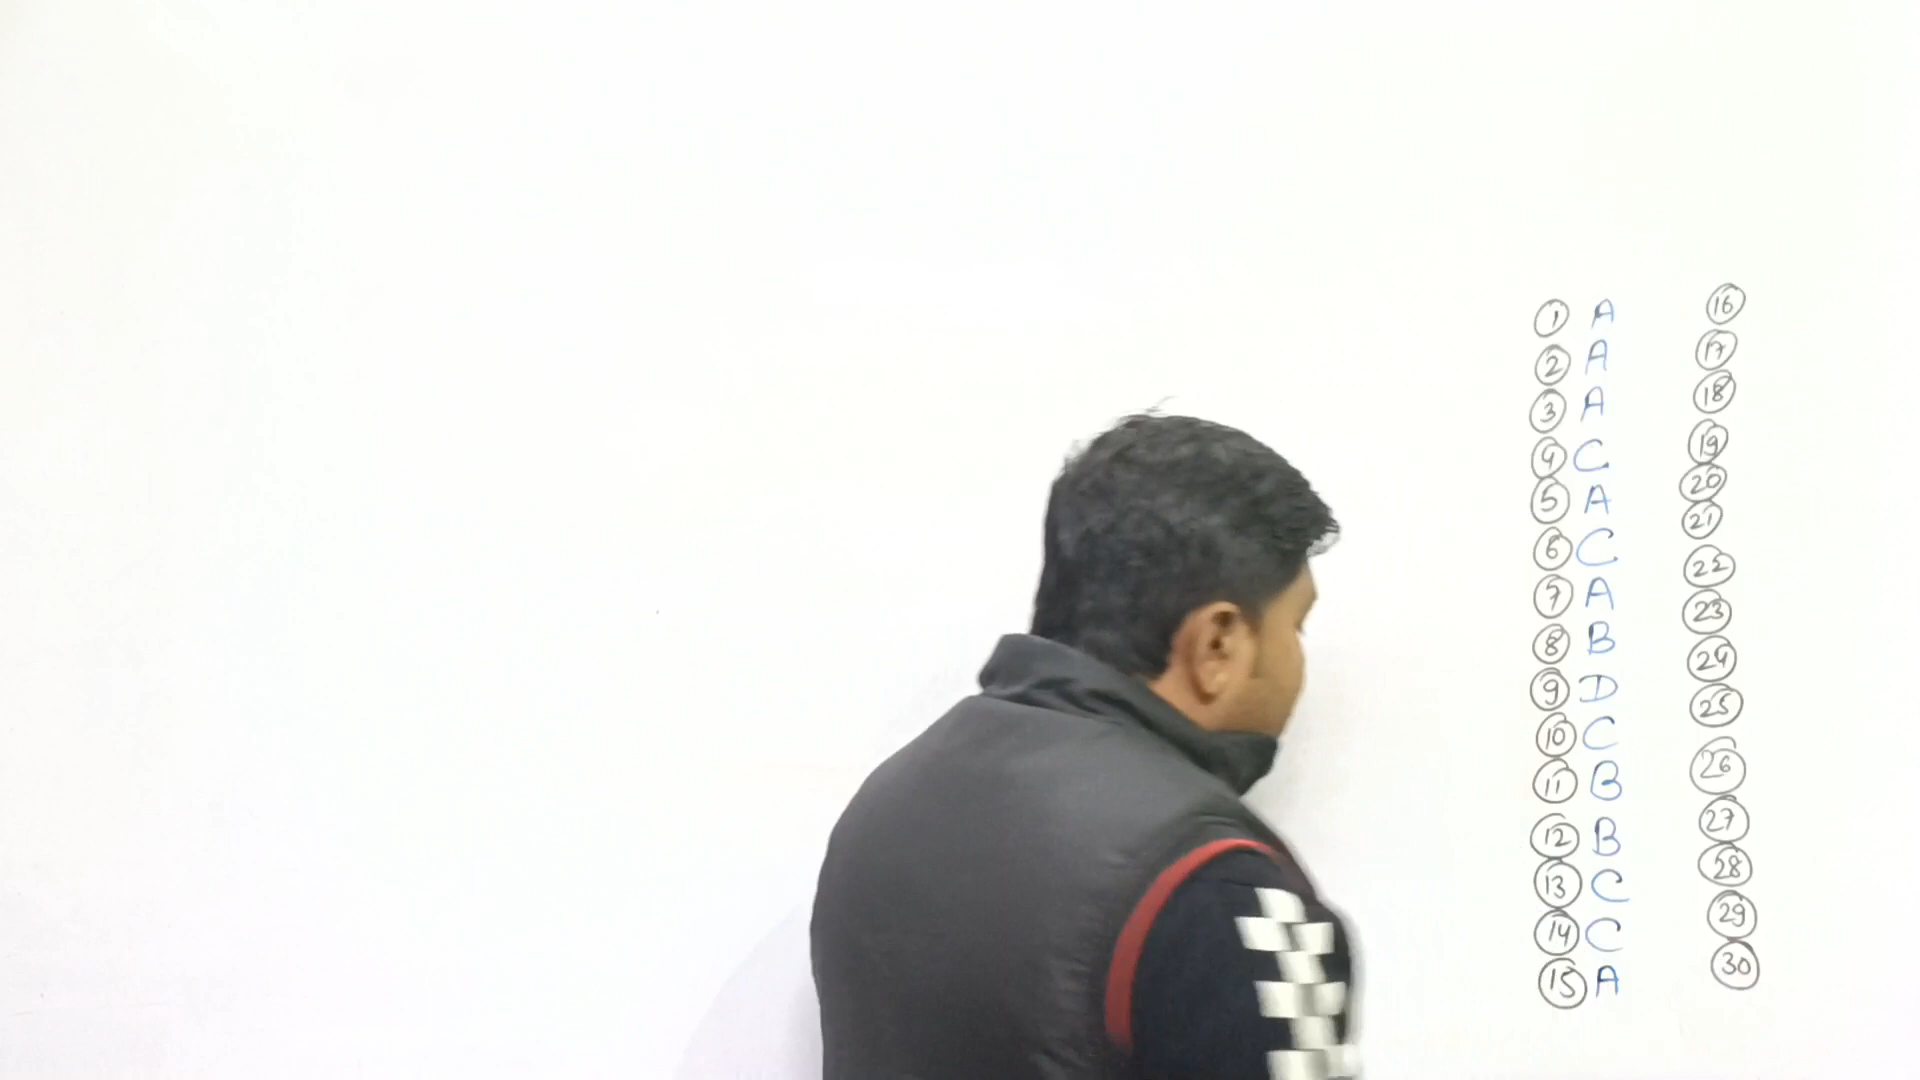 ① A
② A
③ A
④ C
⑤ A
⑥ C
⑦ A
⑧ B
⑨ D
⑩ C
⑪ B
⑫ B
⑬ C
⑭ C
⑮ A
⑯
⑰
⑱
⑲
⑳
㉑
㉒
㉓
㉔
㉕
㉖
㉗
㉘
㉙
㉚